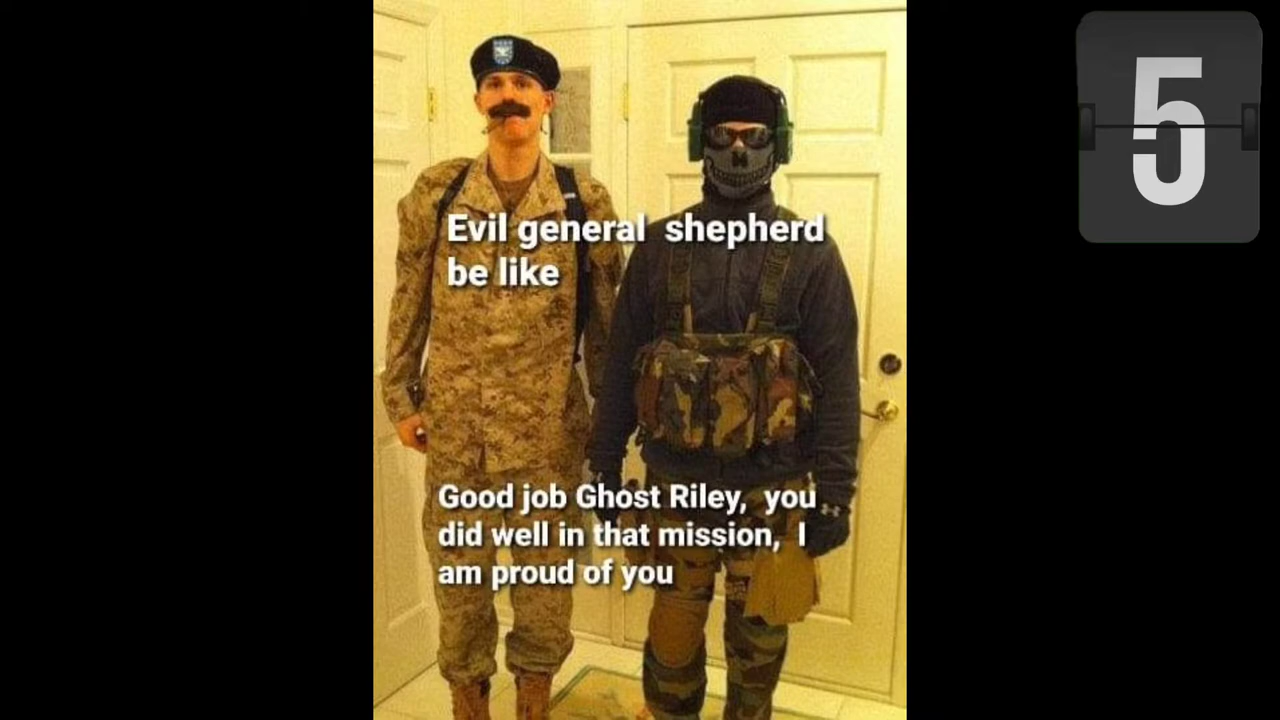 5
Evil general  shepherd
be like
Good job Ghost Riley,  you
did well in that mission,  I
am proud of you